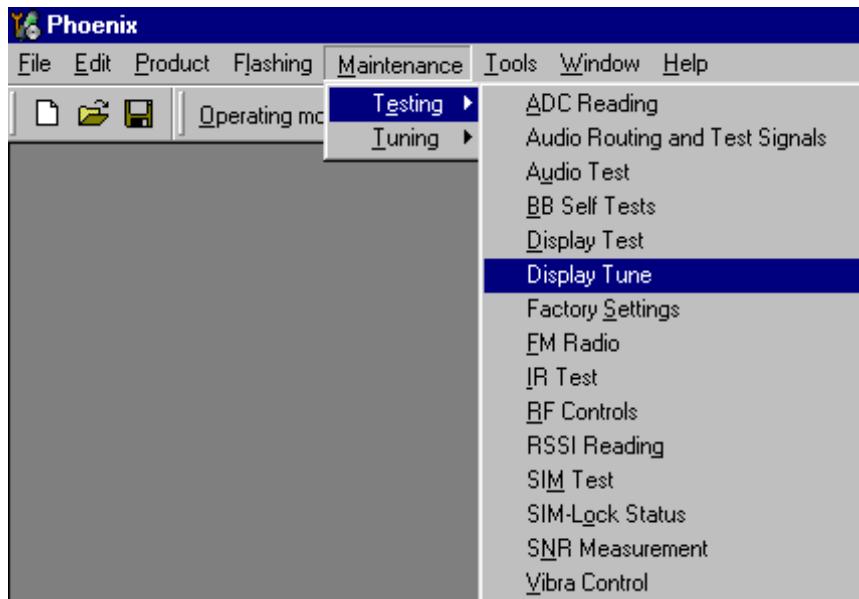 Phoenix
File Edit Product Flashing Maintenance Tools Window Help
Operating mo
Testing
Tuning
ADC Reading
Audio Routing and Test Signals
Audio Test
BB Self Tests
Display Test
Display Tune
Factory Settings
FM Radio
IR Test
RF Controls
RSSI Reading
SIM Test
SIM-Lock Status
SNR Measurement
Vibra Control